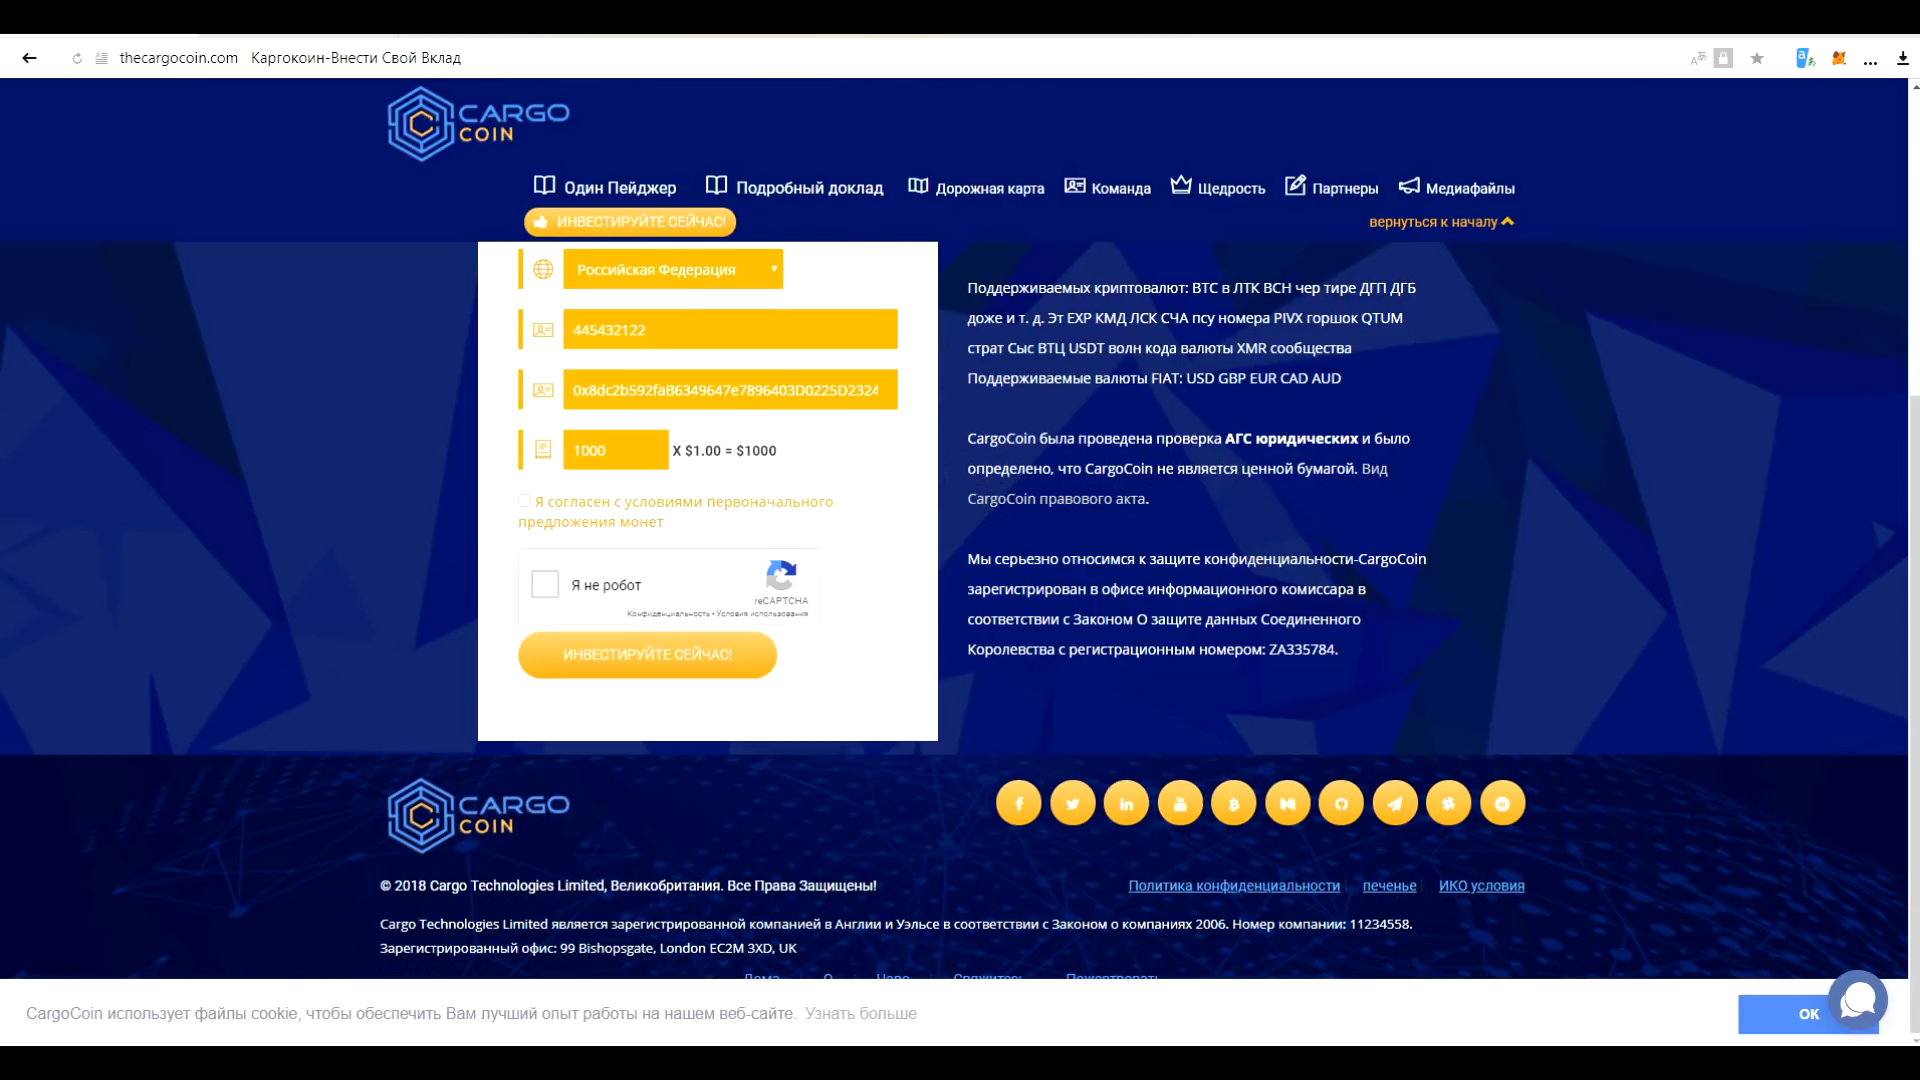 thecargocoin.com Каргокоин-Внести Свой Вклад
CARGO
COIN
Один Пейджер
Подробный доклад
Дорожная карта
Команда
Щедрость
Партнеры
Медиафайлы
ИНВЕСТИРУЙТЕ СЕЙЧАС!
вернуться к началу
Российская Федерация
445432122
0x8dc2b592faB6349647e7896403D0225D2324
1000 X $1.00 = $1000
Я согласен с условиями первоначального
предложения монет
Я не робот
reCAPTCHA
Конфиденциальность • Условия использования
ИНВЕСТИРУЙТЕ СЕЙЧАС!
Поддерживаемых криптовалют: BTC в ЛТК BCH чер тире ДГП ДГБ
доже и т. д. Эт EXP КМД ЛСК СЧА псу номера PIVX горшок QTUM
страт Сыс ВТЦ USDT волн кода валюты XMR сообщества
Поддерживаемые валюты FIAT: USD GBP EUR CAD AUD
CargoCoin была проведена проверка АГС юридических и было
определено, что CargoCoin не является ценной бумагой. Вид
CargoCoin правового акта.
Мы серьезно относимся к защите конфиденциальности-CargoCoin
зарегистрирован в офисе информационного комиссара в
соответствии с Законом О защите данных Соединенного
Королевства с регистрационным номером: ZA335784.
CARGO
COIN
© 2018 Cargo Technologies Limited, Великобритания. Все Права Защищены!
Политика конфиденциальности
печенье
ИКО условия
Cargo Technologies Limited является зарегистрированной компанией в Англии и Уэльсе в соответствии с Законом о компаниях 2006. Номер компании: 11234558.
Зарегистрированный офис: 99 Bishopsgate, London EC2M 3XD, UK
Дома О Чаво Свяжитесь Пожертвовать
CargoCoin использует файлы cookie, чтобы обеспечить Вам лучший опыт работы на нашем веб-сайте. Узнать больше
OK